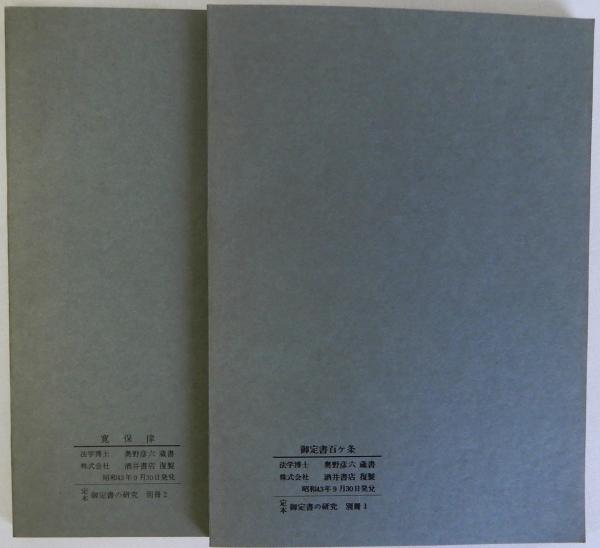 寛保律
法学博士 奥野彦六 蔵書
株式会社 酒井書店 復製
昭和43年9月30日発兌
定本 御定書の研究 別冊2
御定書百ケ条
法学博士 奥野彦六 蔵書
株式会社 酒井書店 復製
昭和43年9月30日発兌
定本 御定書の研究 別冊1